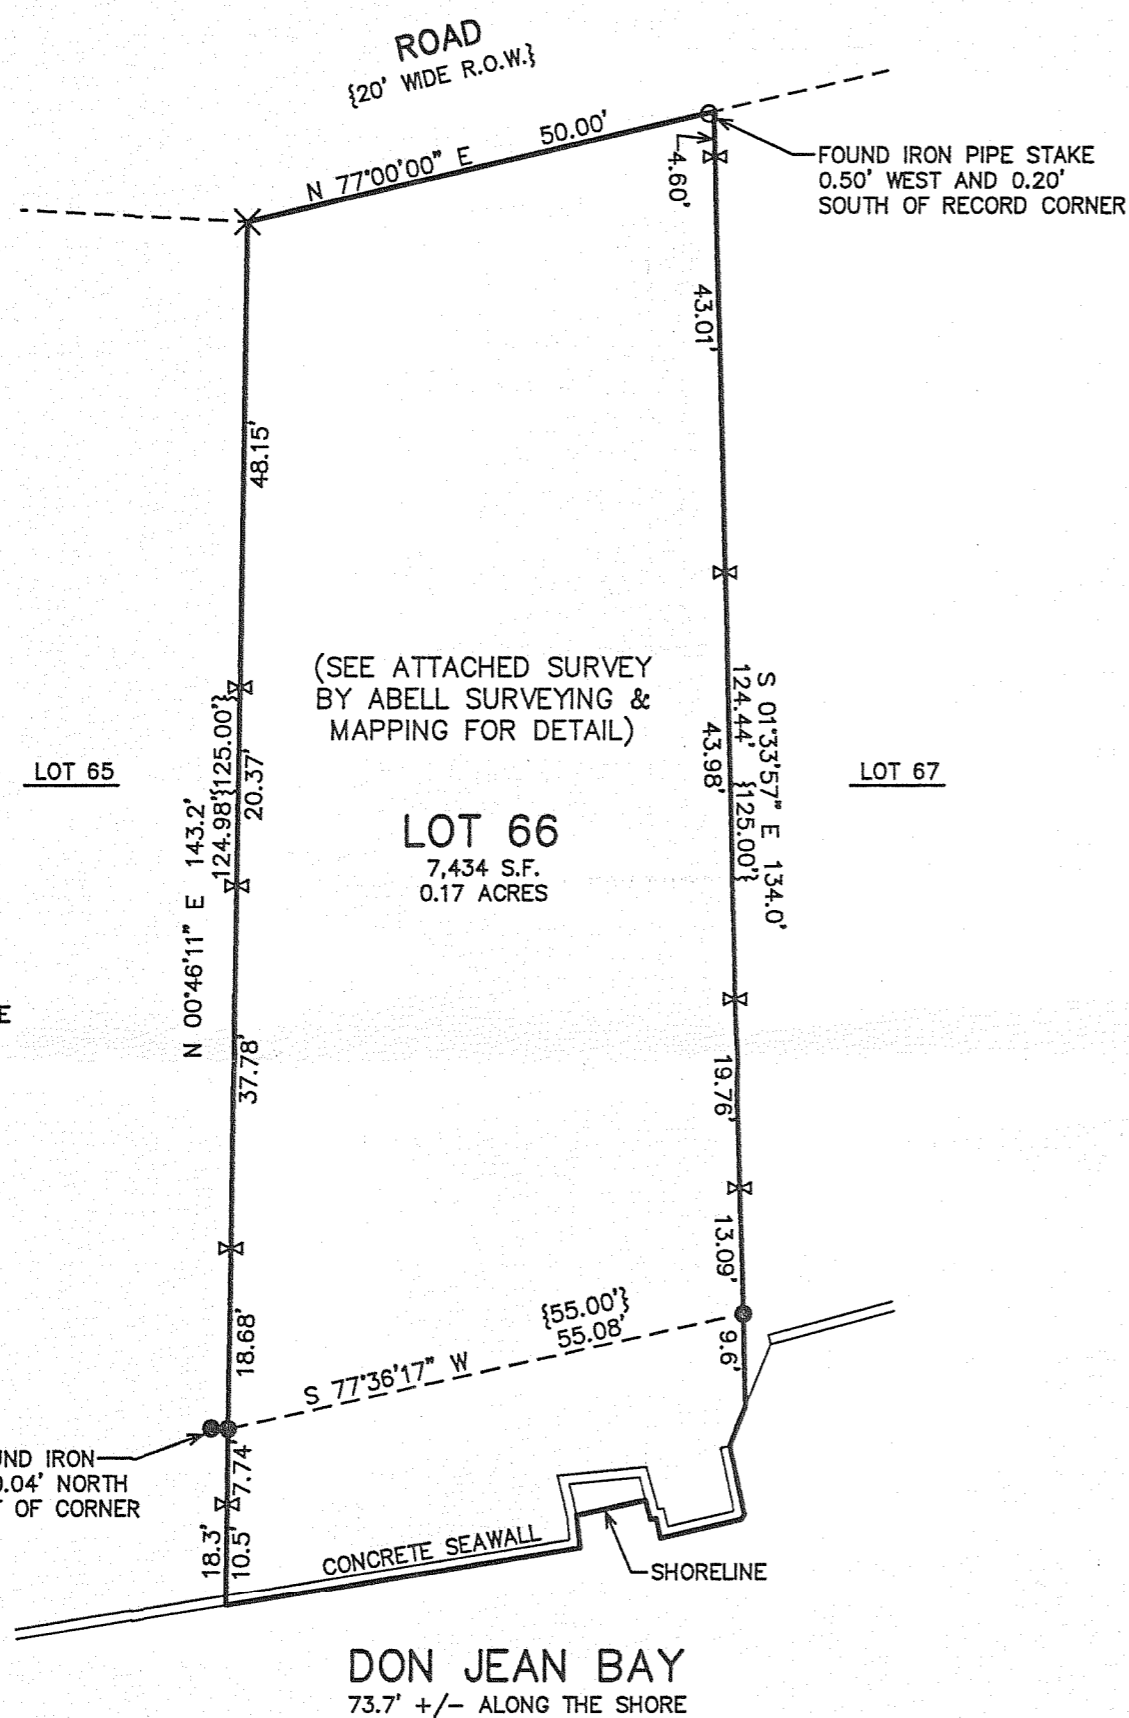 ROAD
{20' WIDE R.O.W.}
N 77°00'00" E 50.00'
4.60'
FOUND IRON PIPE STAKE
0.50' WEST AND 0.20'
SOUTH OF RECORD CORNER
43.01'
48.15'
(SEE ATTACHED SURVEY
BY ABELL SURVEYING &
MAPPING FOR DETAIL)
S 01°33'57" E 134.0'
124.44' {125.00'}
43.98'
LOT 65
LOT 67
N 00°46'11" E 143.2'
124.98' {125.00'}
20.37'
LOT 66
7,434 S.F.
0.17 ACRES
E
37.78'
19.76'
13.09'
{55.00'}
55.08'
S 77°36'17" W
9.6'
18.68'
UND IRON
0.04' NORTH
T OF CORNER
7.74'
18.3'
10.5'
CONCRETE SEAWALL
SHORELINE
DON JEAN BAY
73.7' +/- ALONG THE SHORE